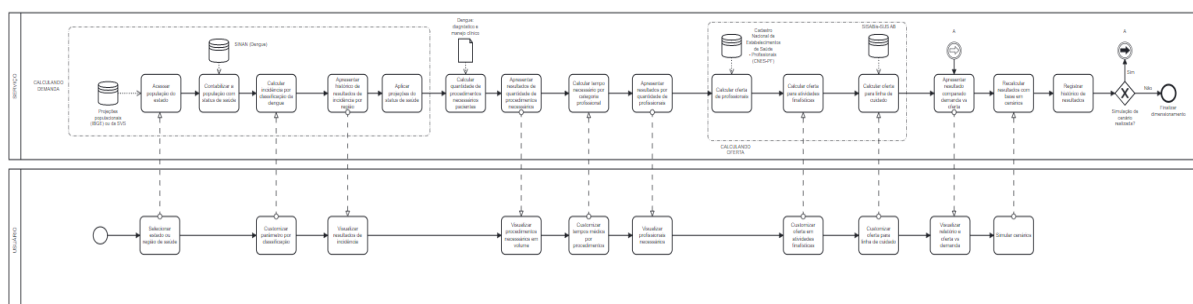 SERVIÇO
CALCULANDO
DEMANDA
Projeções
populacionais
(IBGE) ou da SVS
SINAN (Dengue)
Acessar
população do
estado
Contabilizar a
população com
status de saúde
Calcular
incidência por
classificação da
dengue
Apresentar
histórico de
resultados de
incidência por
região
Aplicar
projeções do
status de saúde
Dengue:
diagnóstico e
manejo clínico
Calcular
quantidade de
procedimentos
necessários
pacientes
Apresentar
resultados de
quantidade de
procedimentos
necessários
Calcular tempo
necessário por
categoria
profissional
Apresentar
resultados por
quantidade de
profissionais
Cadastro
Nacional de
Estabelecimentos
de Saúde
- Profissionais
(CNES-PF)
SISAB/e-SUS AB
Calcular oferta
de profissionais
Calcular oferta
para atividades
finalísticas
Calcular oferta
para linha de
cuidado
CALCULANDO
OFERTA
A
Apresentar
resultado
comparado
demanda vs
oferta
Recalcular
resultados com
base em
cenários
Registrar
histórico de
resultados
A
Sim
Não
Simulação de
cenário
realizada?
Finalizar
dimensionamento
USUÁRIO
Selecionar
estado ou
região de saúde
Customizar
parâmetro por
classificação
Visualizar
resultados de
incidência
Visualizar
procedimentos
necessários em
volume
Customizar
tempos médios
por
procedimentos
Visualizar
profissionais
necessários
Customizar
oferta em
atividades
finalísticas
Customizar
oferta para
linha de cuidado
Visualizar
relatório e
oferta vs
demanda
Simular cenários